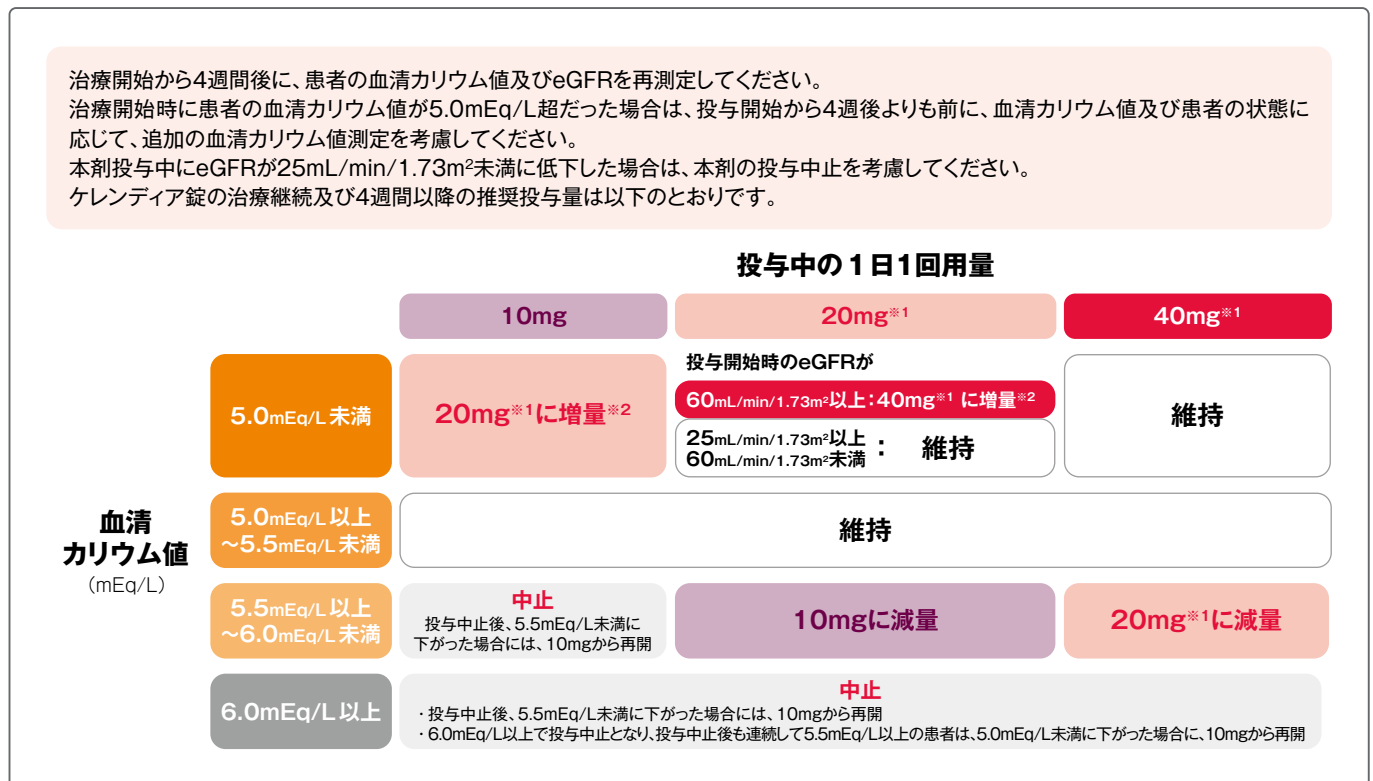 治療開始から4週間後に、患者の血清カリウム値及びeGFRを再測定してください。
治療開始時に患者の血清カリウム値が5.0mEq/L超だった場合は、投与開始から4週後よりも前に、血清カリウム値及び患者の状態に
応じて、追加の血清カリウム値測定を考慮してください。
本剤投与中にeGFRが25mL/min/1.73m²未満に低下した場合は、本剤の投与中止を考慮してください。
ケレンディア錠の治療継続及び4週間以降の推奨投与量は以下のとおりです。
投与中の1日1回用量
10mg
20mg※1
40mg※1
血清
カリウム値
(mEq/L)
5.0mEq/L未満
20mg※1に増量※2
投与開始時のeGFRが
60mL/min/1.73m²以上:40mg※1に増量※2
25mL/min/1.73m²以上
60mL/min/1.73m²未満 : 維持
維持
5.0mEq/L以上
～5.5mEq/L未満
維持
5.5mEq/L以上
～6.0mEq/L未満
中止
投与中止後、5.5mEq/L未満に
下がった場合には、10mgから再開
10mgに減量
20mg※1に減量
6.0mEq/L以上
中止
・投与中止後、5.5mEq/L未満に下がった場合には、10mgから再開
・6.0mEq/L以上で投与中止となり、投与中止後も連続して5.5mEq/L以上の患者は、5.0mEq/L未満に下がった場合に、10mgから再開